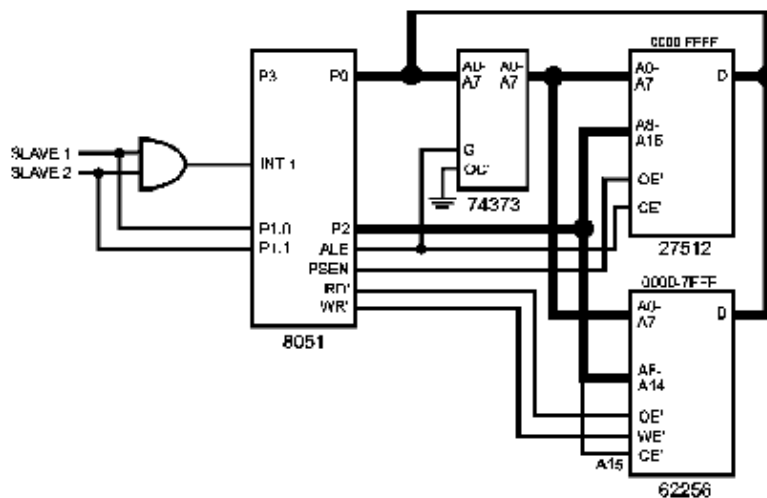 0000-FFFF
P3
P0
A0-
A7
A0-
A7
A0-
A7
D
A8-
A15
SLAVE 1
SLAVE 2
INT 1
G
OC'
OE'
CE'
74373
27512
P1.0
P1.1
P2
ALE
PSEN
RD'
WR'
8051
0000-7FFF
A0-
A7
D
A8-
A14
OE'
WE'
CE'
A15
62256